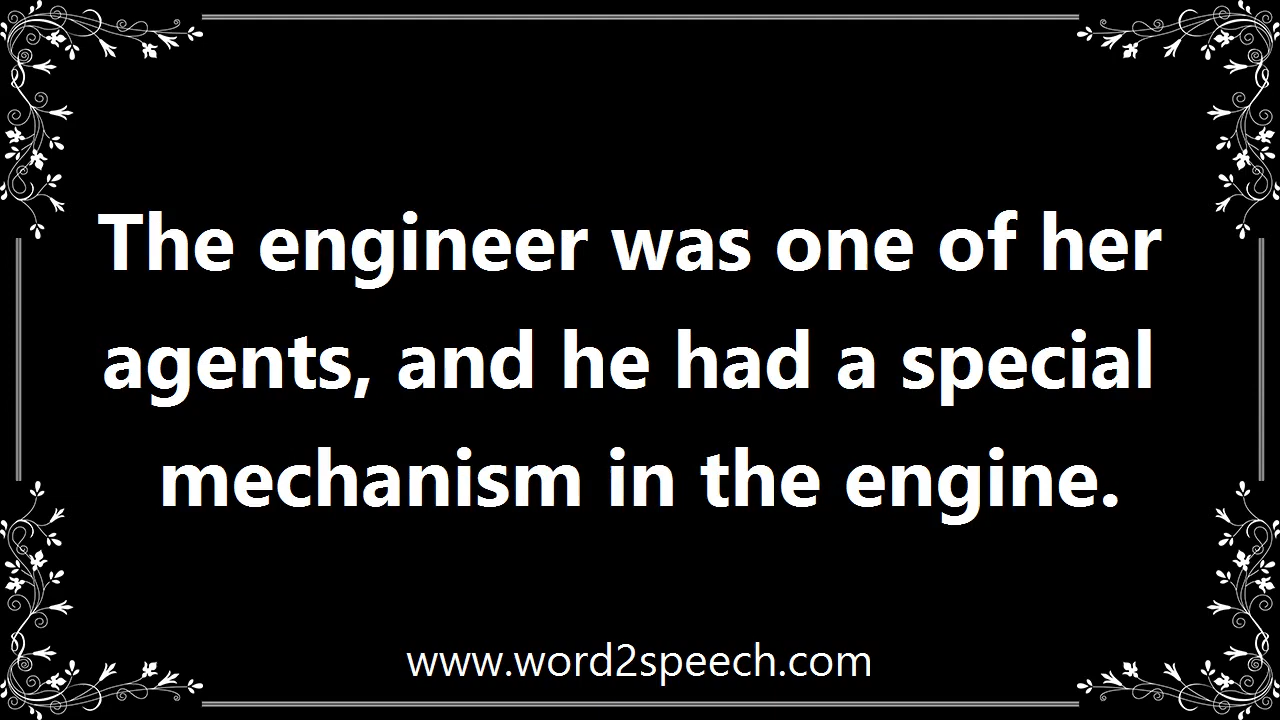 The engineer was one of her
agents, and he had a special
mechanism in the engine.
www.word2speech.com